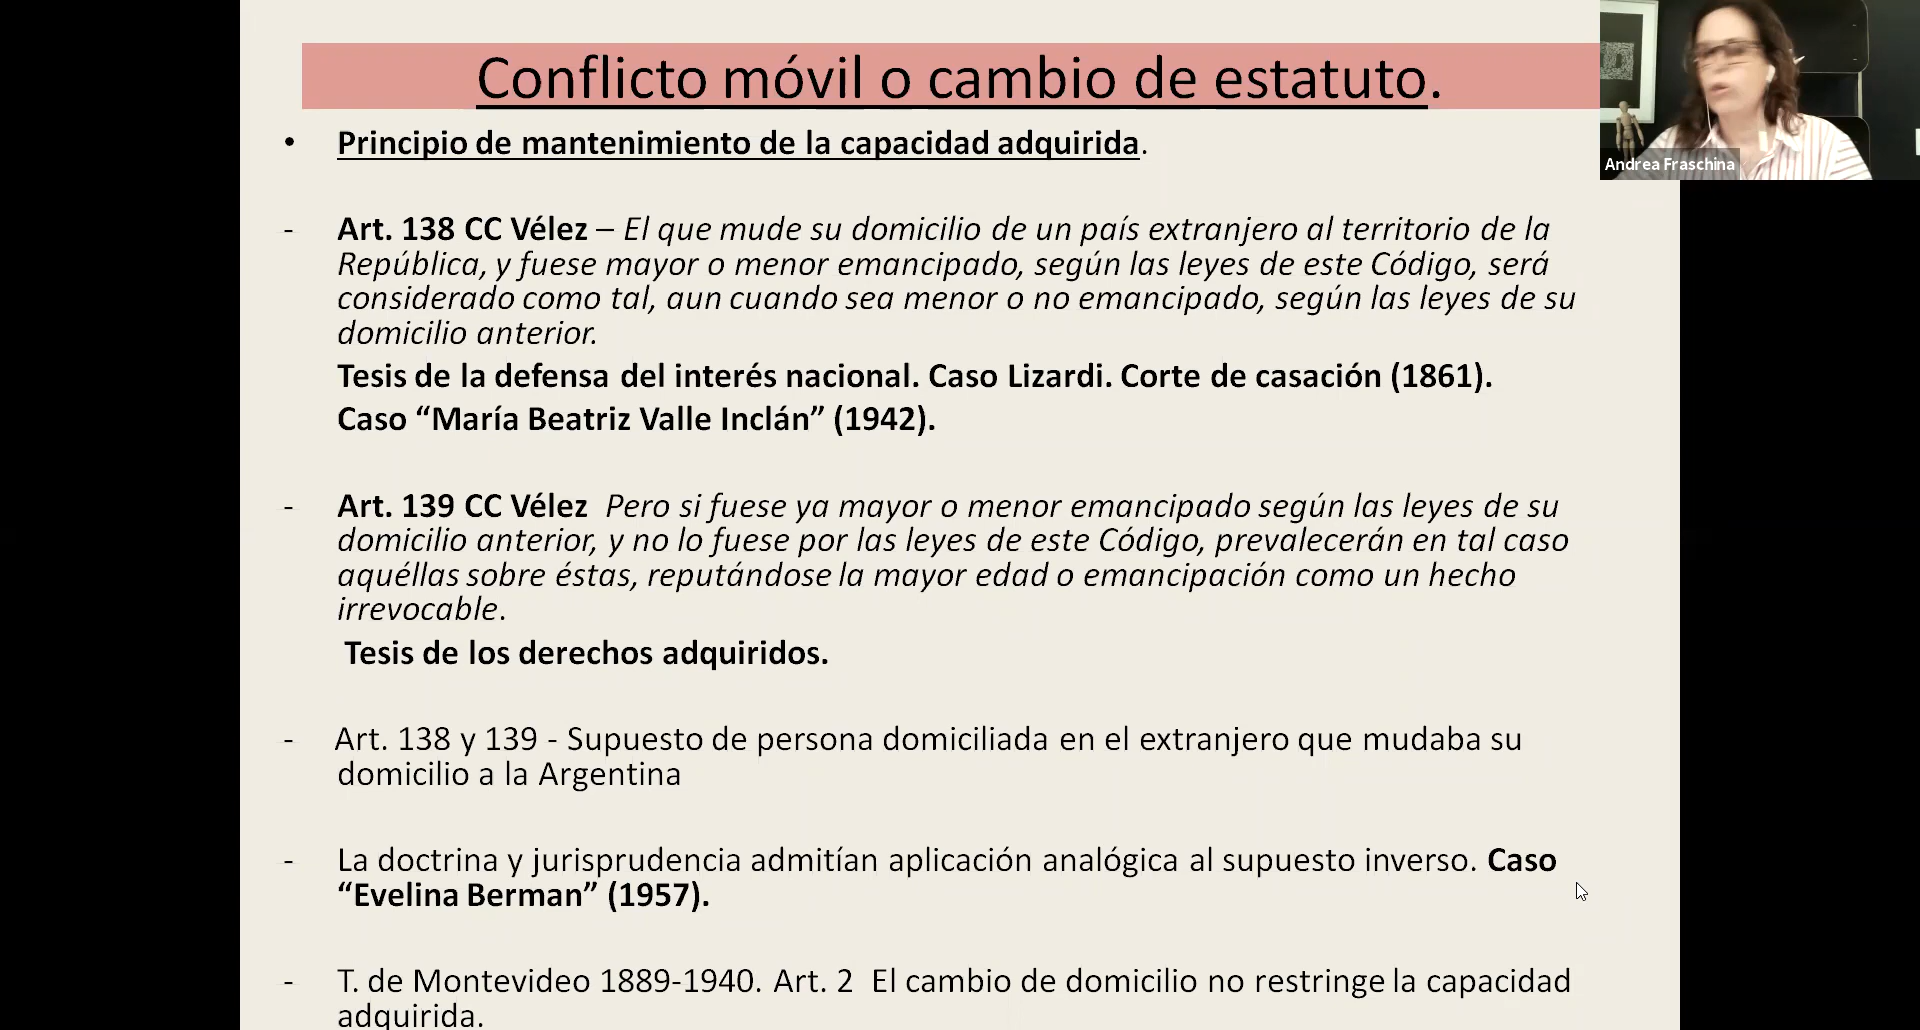 Conflicto móvil o cambio de estatuto.
Andrea Fraschina
• Principio de mantenimiento de la capacidad adquirida.
- Art. 138 CC Vélez – El que mude su domicilio de un país extranjero al territorio de la
República, y fuese mayor o menor emancipado, según las leyes de este Código, será
considerado como tal, aun cuando sea menor o no emancipado, según las leyes de su
domicilio anterior.
Tesis de la defensa del interés nacional. Caso Lizardi. Corte de casación (1861).
Caso “María Beatriz Valle Inclán” (1942).
- Art. 139 CC Vélez Pero si fuese ya mayor o menor emancipado según las leyes de su
domicilio anterior, y no lo fuese por las leyes de este Código, prevalecerán en tal caso
aquéllas sobre éstas, reputándose la mayor edad o emancipación como un hecho
irrevocable.
Tesis de los derechos adquiridos.
- Art. 138 y 139 - Supuesto de persona domiciliada en el extranjero que mudaba su
domicilio a la Argentina
- La doctrina y jurisprudencia admitían aplicación analógica al supuesto inverso. Caso
“Evelina Berman” (1957).
- T. de Montevideo 1889-1940. Art. 2 El cambio de domicilio no restringe la capacidad
adquirida.